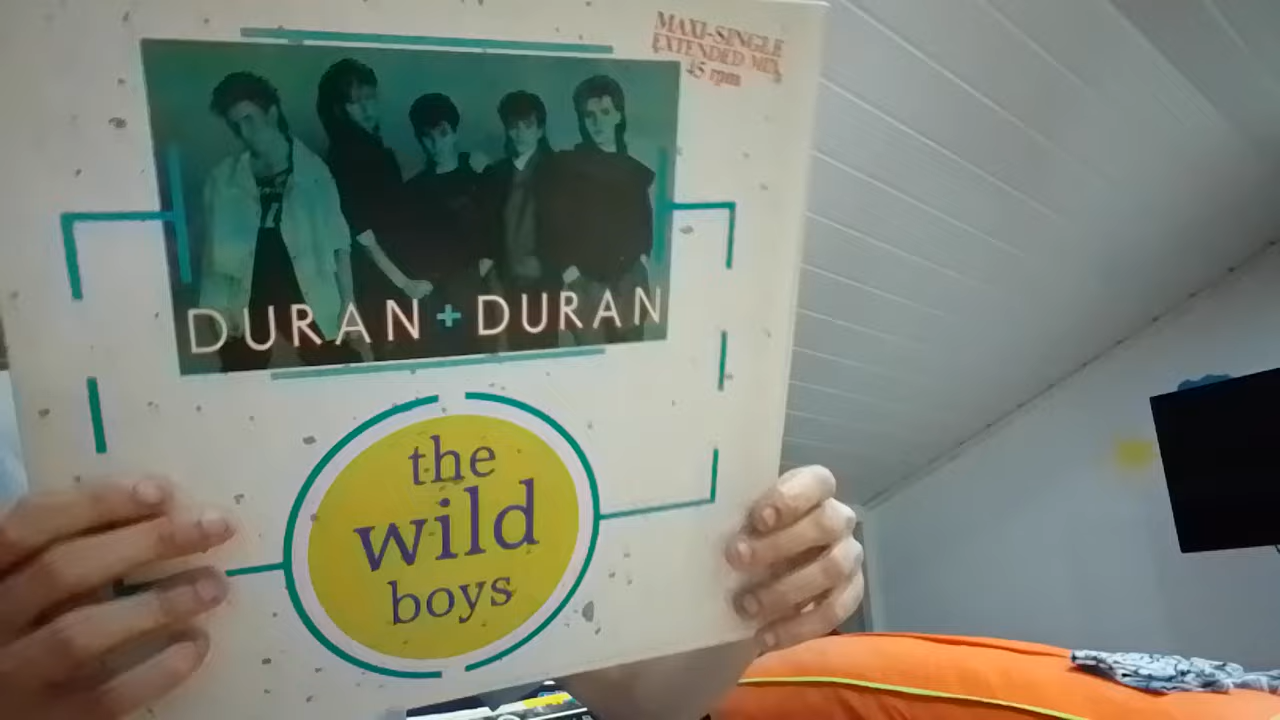 MAXI-SINGLE
EXTENDED MIX
45 rpm
DURAN + DURAN
the
wild
boys